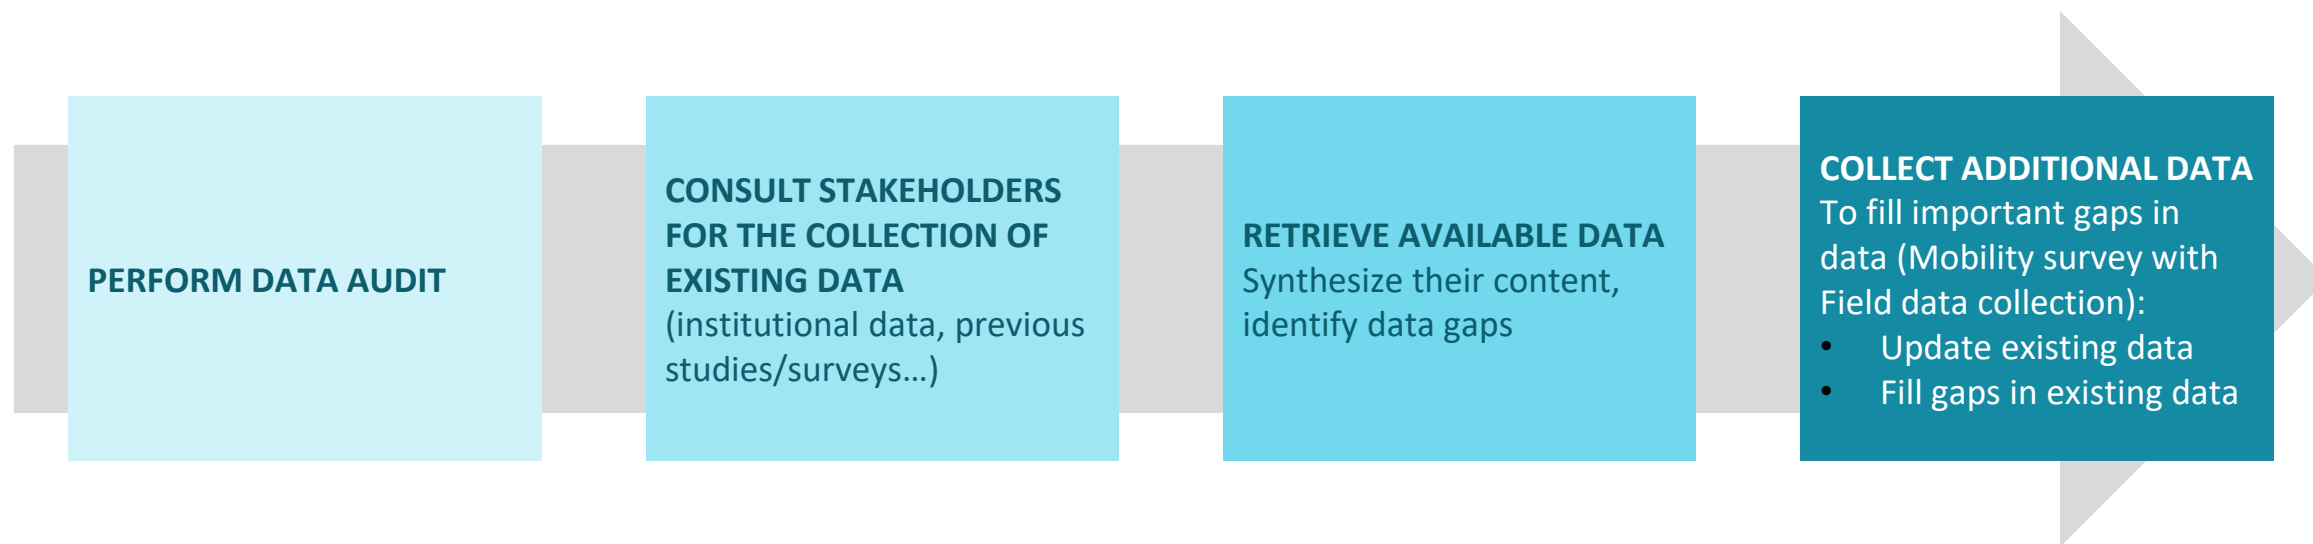 PERFORM DATA AUDIT
CONSULT STAKEHOLDERS
FOR THE COLLECTION OF
EXISTING DATA
(institutional data, previous
studies/surveys…)
RETRIEVE AVAILABLE DATA
Synthesize their content,
identify data gaps
COLLECT ADDITIONAL DATA
To fill important gaps in
data (Mobility survey with
Field data collection):
• Update existing data
• Fill gaps in existing data